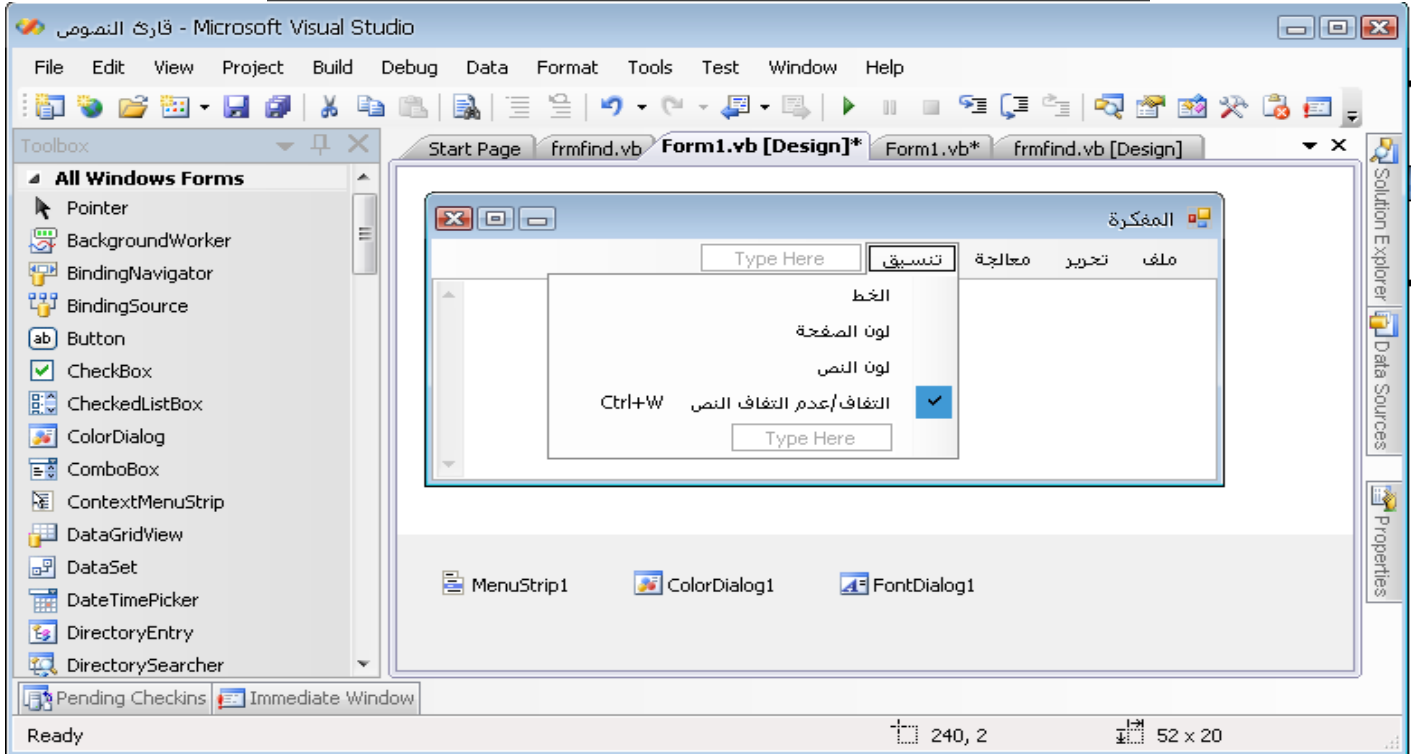 قارئ النصوص - Microsoft Visual Studio
File Edit View Project Build Debug Data Format Tools Test Window Help
Toolbox
All Windows Forms
Pointer
BackgroundWorker
BindingNavigator
BindingSource
Button
CheckBox
CheckedListBox
ColorDialog
ComboBox
ContextMenuStrip
DataGridView
DataSet
DateTimePicker
DirectoryEntry
DirectorySearcher
Start Page frmfind.vb Form1.vb [Design]* Form1.vb* frmfind.vb [Design]
المفكرة
ملف تحرير معالجة تنسيق Type Here
الخط
لون الصفحة
لون النص
التفاف/عدم التفاف النص Ctrl+W
Type Here
MenuStrip1 ColorDialog1 FontDialog1
Solution Explorer
Data Sources
Properties
Pending Checkins Immediate Window
Ready 240, 2 52 x 20